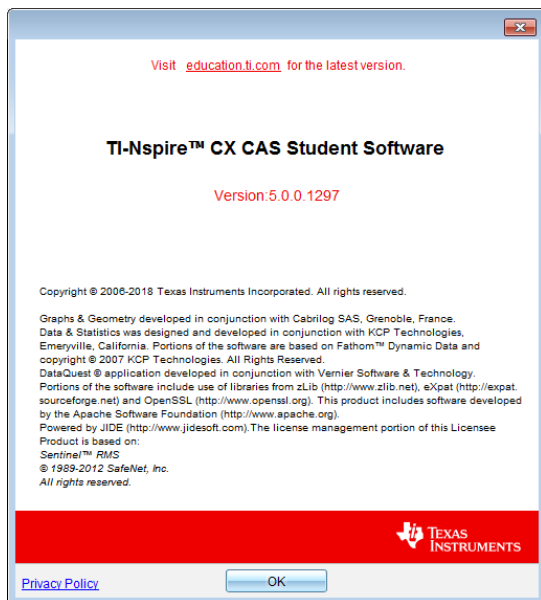 Visit education.ti.com for the latest version.
TI-Nspire™ CX CAS Student Software
Version:5.0.0.1297
Copyright © 2006-2018 Texas Instruments Incorporated. All rights reserved.
Graphs & Geometry developed in conjunction with Cabrilog SAS, Grenoble, France.
Data & Statistics was designed and developed in conjunction with KCP Technologies,
Emeryville, California. Portions of the software are based on Fathom™ Dynamic Data and
copyright © 2007 KCP Technologies. All Rights Reserved.
DataQuest ® application developed in conjunction with Vernier Software & Technology.
Portions of the software include use of libraries from zLib (http://www.zlib.net), eXpat (http://expat.
sourceforge.net) and OpenSSL (http://www.openssl.org). This product includes software developed
by the Apache Software Foundation (http://www.apache.org).
Powered by JIDE (http://www.jidesoft.com).The license management portion of this Licensee
Product is based on:
Sentinel™ RMS
© 1989-2012 SafeNet, Inc.
All rights reserved.
TEXAS
INSTRUMENTS
Privacy Policy
OK